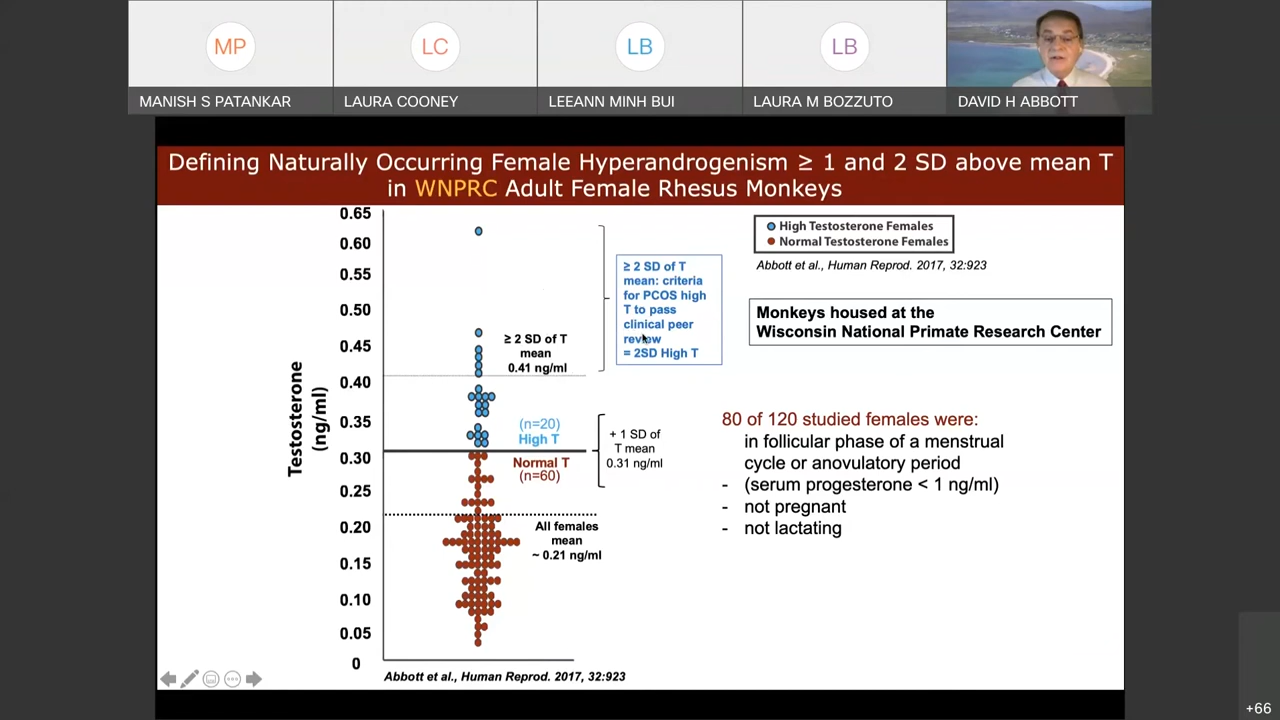 MP
LC
LB
LB
MANISH S PATANKAR
LAURA COONEY
LEEANN MINH BUI
LAURA M BOZZUTO
DAVID H ABBOTT
Defining Naturally Occurring Female Hyperandrogenism ≥ 1 and 2 SD above mean T
in WNPRC Adult Female Rhesus Monkeys
Testosterone
(ng/ml)
0.65
0.60
0.55
0.50
0.45
0.40
0.35
0.30
0.25
0.20
0.15
0.10
0.05
0
≥ 2 SD of T
mean
0.41 ng/ml
(n=20)
High T
Normal T
(n=60)
All females
mean
~ 0.21 ng/ml
≥ 2 SD of T
mean: criteria
for PCOS high
T to pass
clinical peer
review
= 2SD High T
+ 1 SD of
T mean
0.31 ng/ml
High Testosterone Females
Normal Testosterone Females
Abbott et al., Human Reprod. 2017, 32:923
Monkeys housed at the
Wisconsin National Primate Research Center
80 of 120 studied females were:
in follicular phase of a menstrual
cycle or anovulatory period
- (serum progesterone < 1 ng/ml)
- not pregnant
- not lactating
Abbott et al., Human Reprod. 2017, 32:923
+66